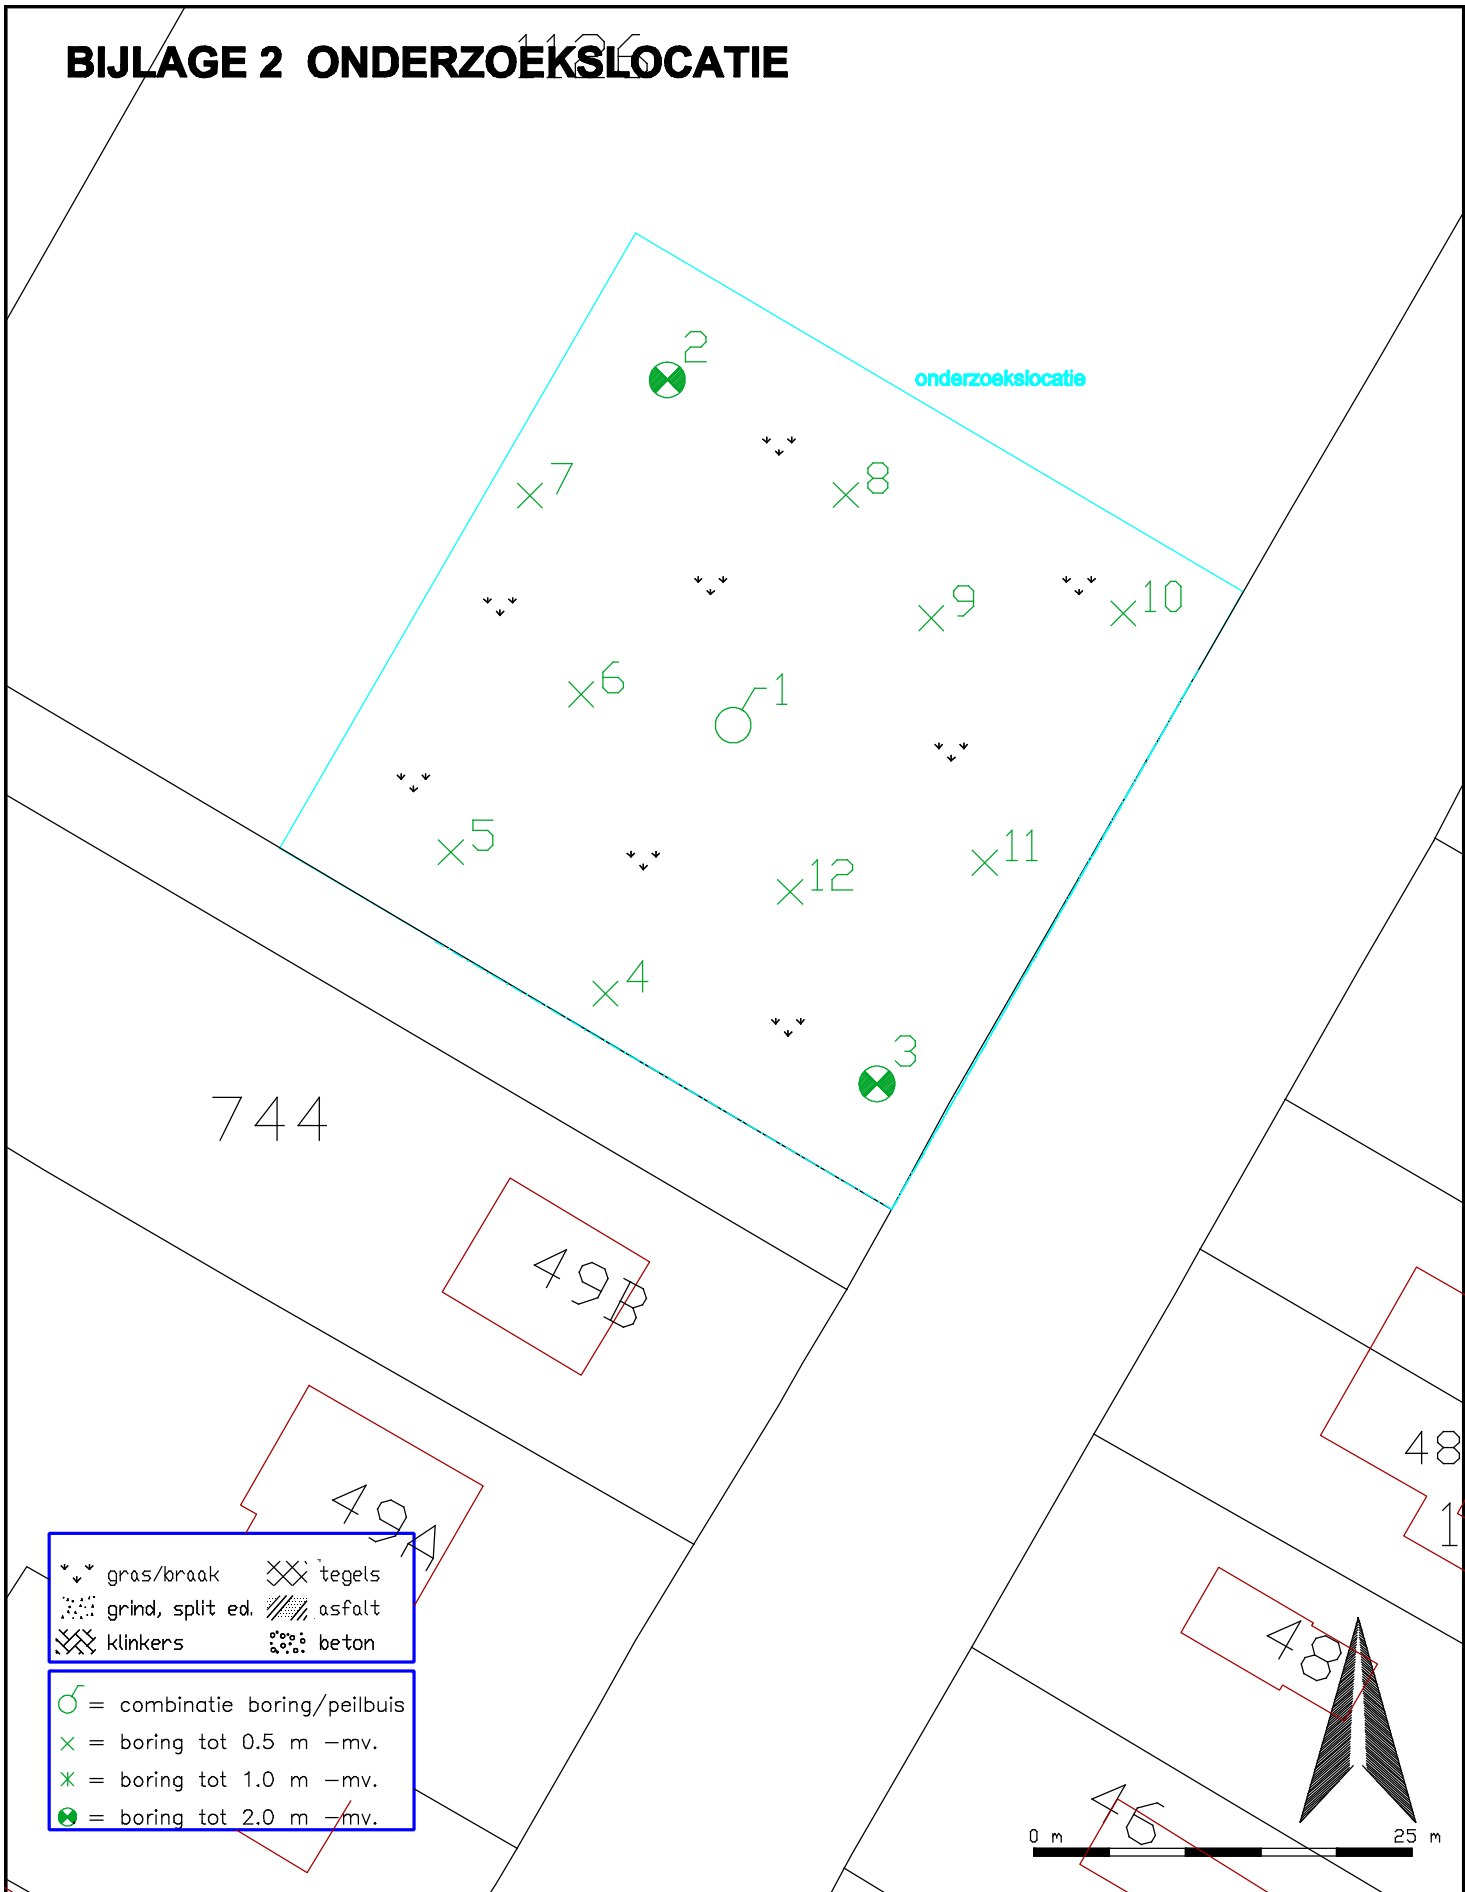 1126
BIJLAGE 2 ONDERZOEKSLOCATIE
2
onderzoekslocatie
7
8
9
10
6
1
5
12
11
4
3
744
49B
49A
48
1
48
46
gras/braak
tegels
grind, split ed.
asfalt
klinkers
beton
= combinatie boring/peilbuis
= boring tot 0.5 m -mv.
= boring tot 1.0 m -mv.
= boring tot 2.0 m -mv.
0 m
25 m